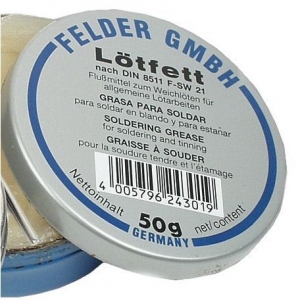 FELDER GMBH
Lötfett
nach DIN 8511 F-SW 21
Flußmittel zum Weichlöten für
allgemeine Lötarbeiten
GRASA PARA SOLDAR
para soldar en blando y para estañar
SOLDERING GREASE
for soldering and tinning
GRAISSE À SOUDER
pour la soudure tendre et l'étamage
4 005796 243019
Nettoinhalt 50g net/content
GERMANY